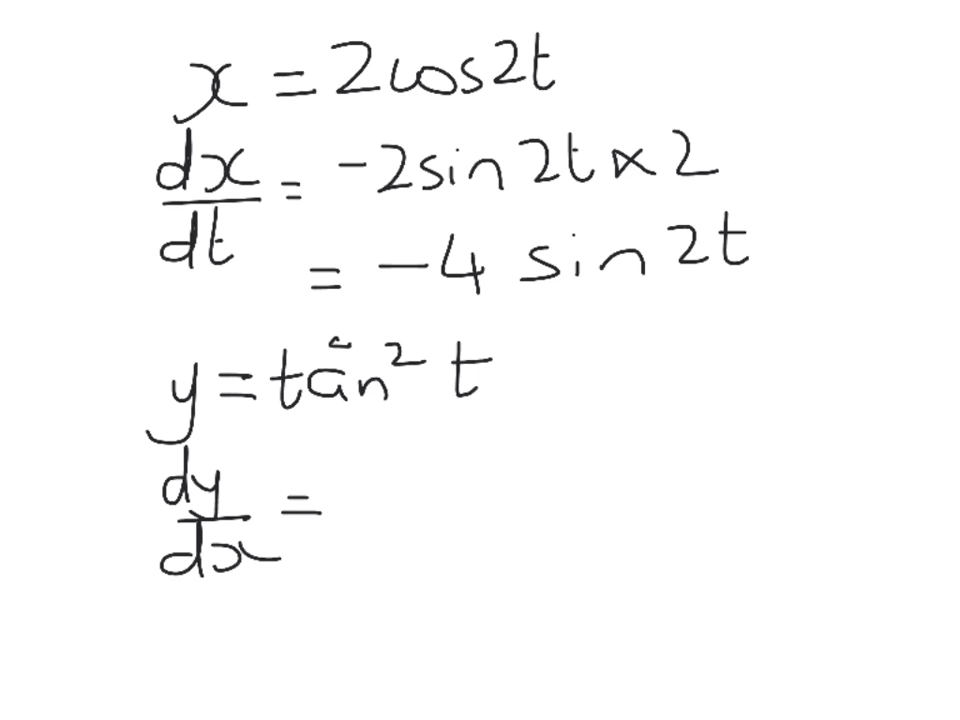 x = 2cos2t
dx/dt = -2sin2t × 2
= -4 sin2t
y = tan² t
dy/dx =